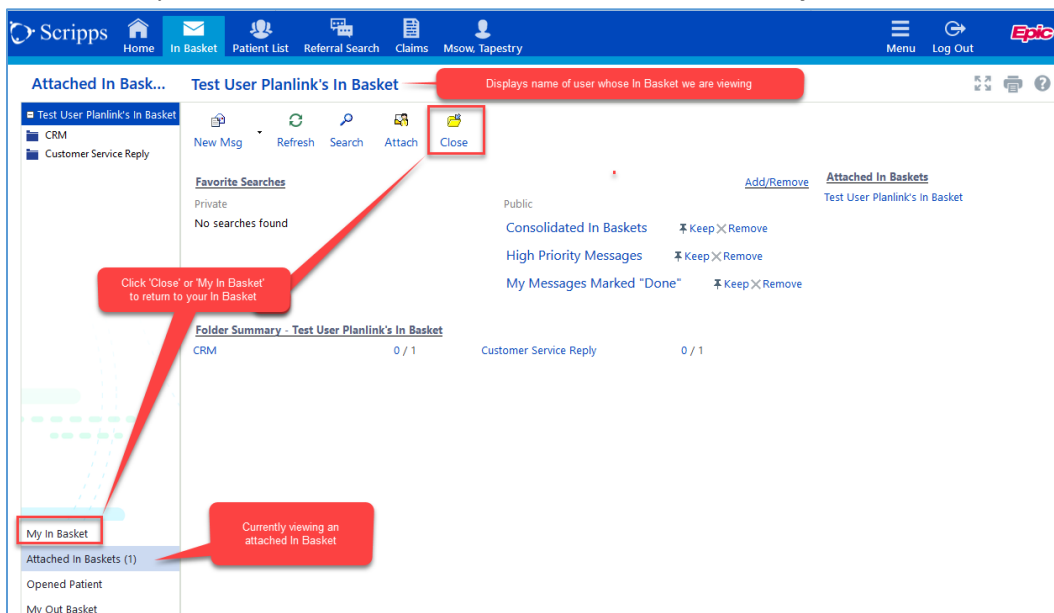 Scripps
Home
In Basket
Patient List
Referral Search
Claims
Msow, Tapestry
Menu
Log Out
Epic
Attached In Bask...
Test User Planlink's In Basket
Displays name of user whose In Basket we are viewing
Test User Planlink's In Basket
CRM
Customer Service Reply
New Msg
Refresh
Search
Attach
Close
Favorite Searches
Add/Remove
Attached In Baskets
Private
Public
Test User Planlink's In Basket
No searches found
Consolidated In Baskets
Keep
Remove
High Priority Messages
Keep
Remove
My Messages Marked "Done"
Keep
Remove
Click 'Close' or 'My In Basket'
to return to your In Basket
Folder Summary - Test User Planlink's In Basket
CRM
0 / 1
Customer Service Reply
0 / 1
Currently viewing an
attached In Basket
My In Basket
Attached In Baskets (1)
Opened Patient
My Out Basket